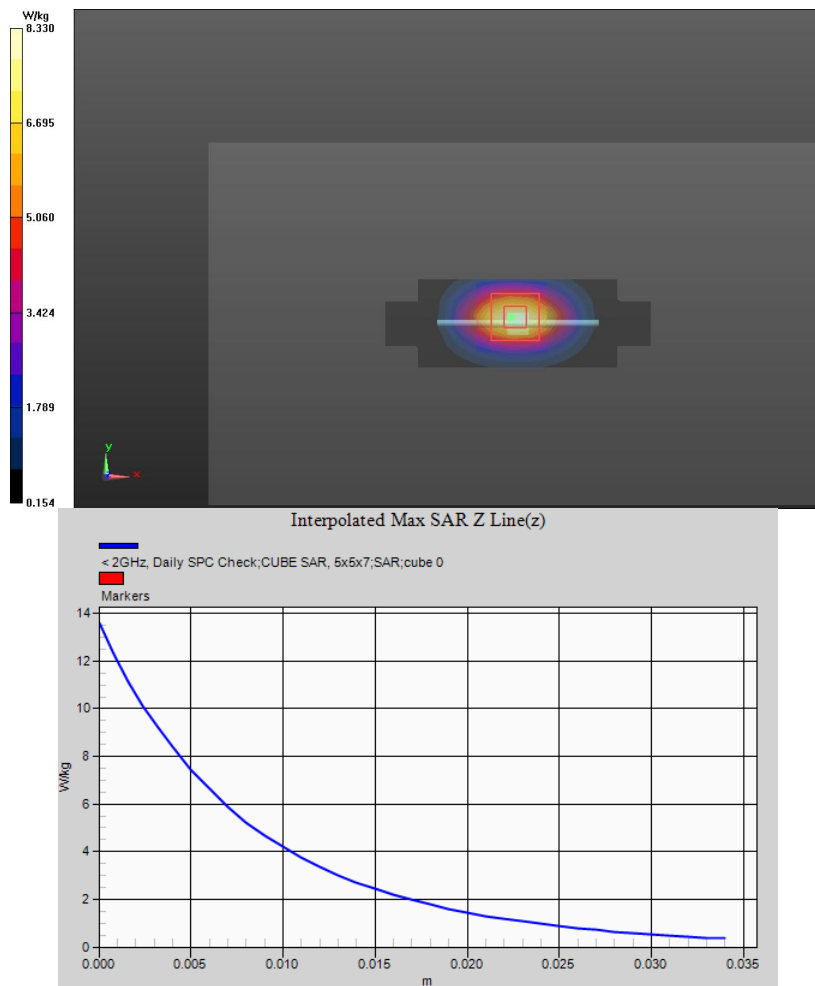 W/kg
8.330
6.695
5.060
3.424
1.789
0.154
y
x
Interpolated Max SAR Z Line(z)
< 2GHz, Daily SPC Check;CUBE SAR, 5x5x7;SAR;cube 0
Markers
14
12
10
8
6
4
2
0
W/kg
0.000 0.005 0.010 0.015 0.020 0.025 0.030 0.035
m